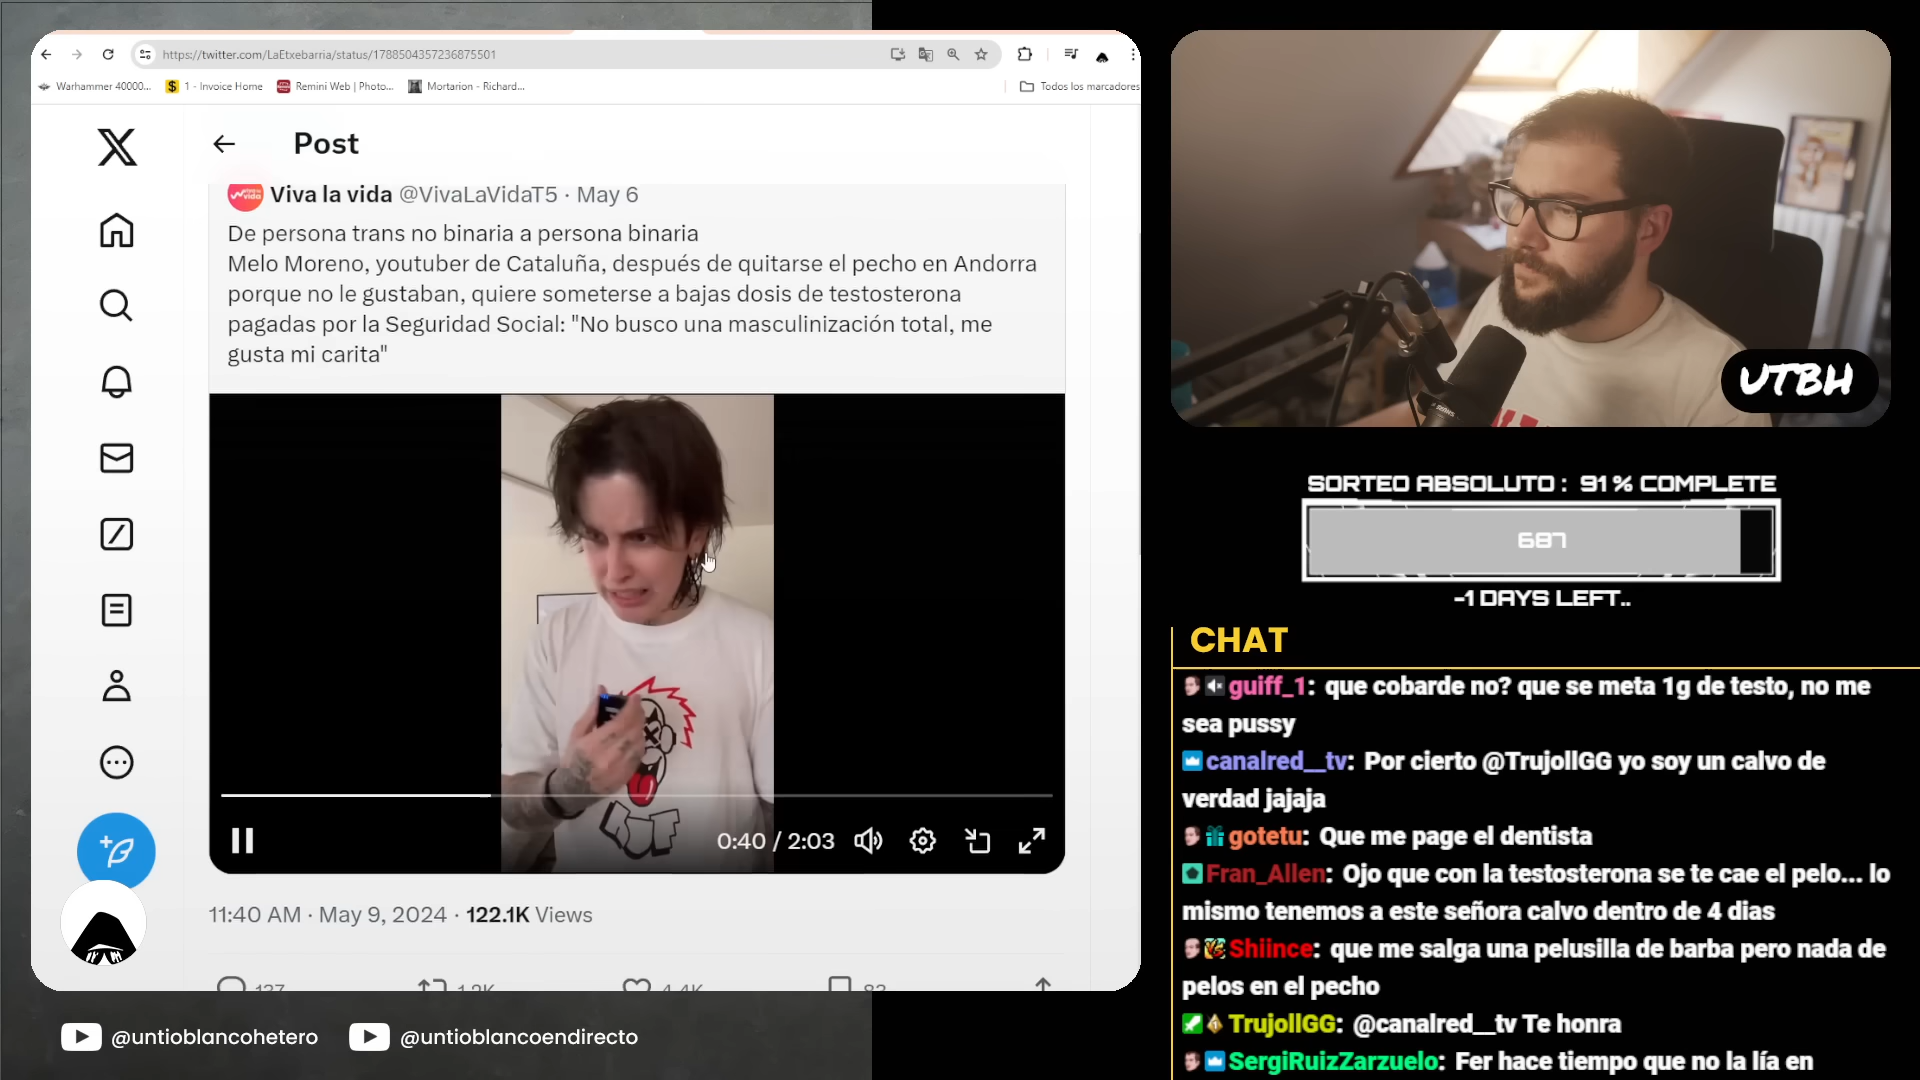 https://twitter.com/LaEtxebarria/status/1788504357236875501
Warhammer 40000...
1 - Invoice Home
Remini Web | Photo...
Mortarion - Richard...
Todos los marcadores
Post
Viva la vida @VivaLaVidaT5 · May 6
De persona trans no binaria a persona binaria
Melo Moreno, youtuber de Cataluña, después de quitarse el pecho en Andorra
porque no le gustaban, quiere someterse a bajas dosis de testosterona
pagadas por la Seguridad Social: "No busco una masculinización total, me
gusta mi carita"
0:40 / 2:03
11:40 AM · May 9, 2024 · 122.1K Views
137
1.2K
4.4K
82
@untioblancohetero
@untioblancoendirecto
UTBH
SORTEO ABSOLUTO : 91 % COMPLETE
687
-1 DAYS LEFT..
CHAT
guiff_1: que cobarde no? que se meta 1g de testo, no me
sea pussy
canalred__tv: Por cierto @TrujollGG yo soy un calvo de
verdad jajaja
gotetu: Que me page el dentista
Fran_Allen: Ojo que con la testosterona se te cae el pelo... lo
mismo tenemos a este señora calvo dentro de 4 dias
Shiince: que me salga una pelusilla de barba pero nada de
pelos en el pecho
TrujollGG: @canalred__tv Te honra
SergiRuizZarzuelo: Fer hace tiempo que no la lía en